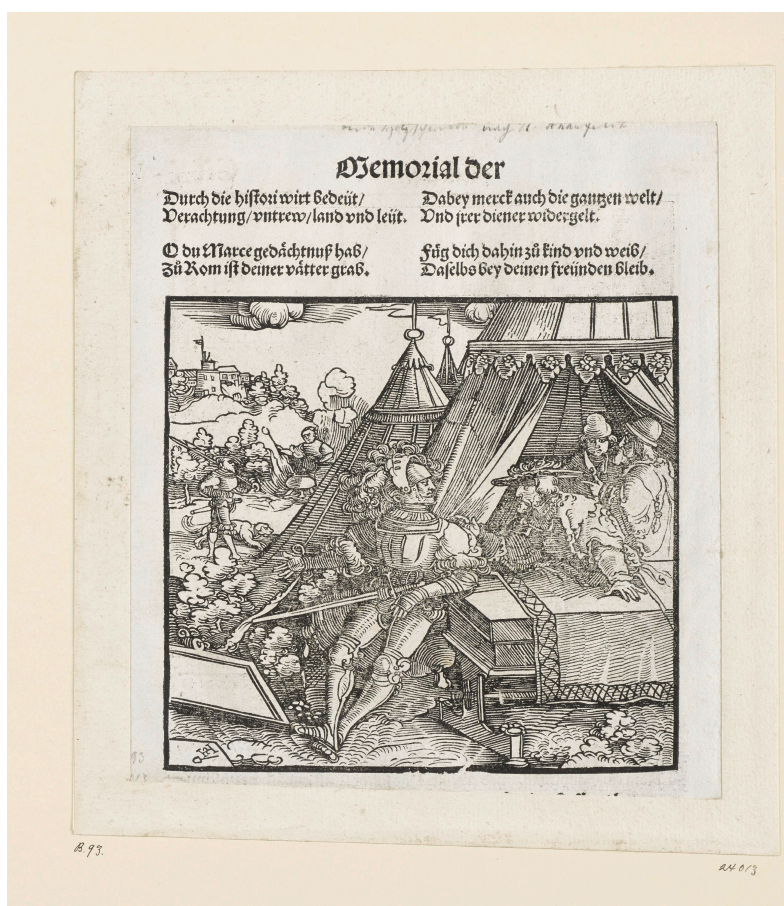 Memorial der
Durch die histori wirt bedeüt/
Verachtung/vntrew/land vnd leüt.
O du Marce gedächtnuß hab/
Zů Rom ist deiner vätter grab.
Dabey merck auch die gantzen welt/
Vnd jrer diener widergelt.
Füg dich dahin zů kind vnd weib/
Daselbs bey deinen freünden bleib.
B.93.
24013